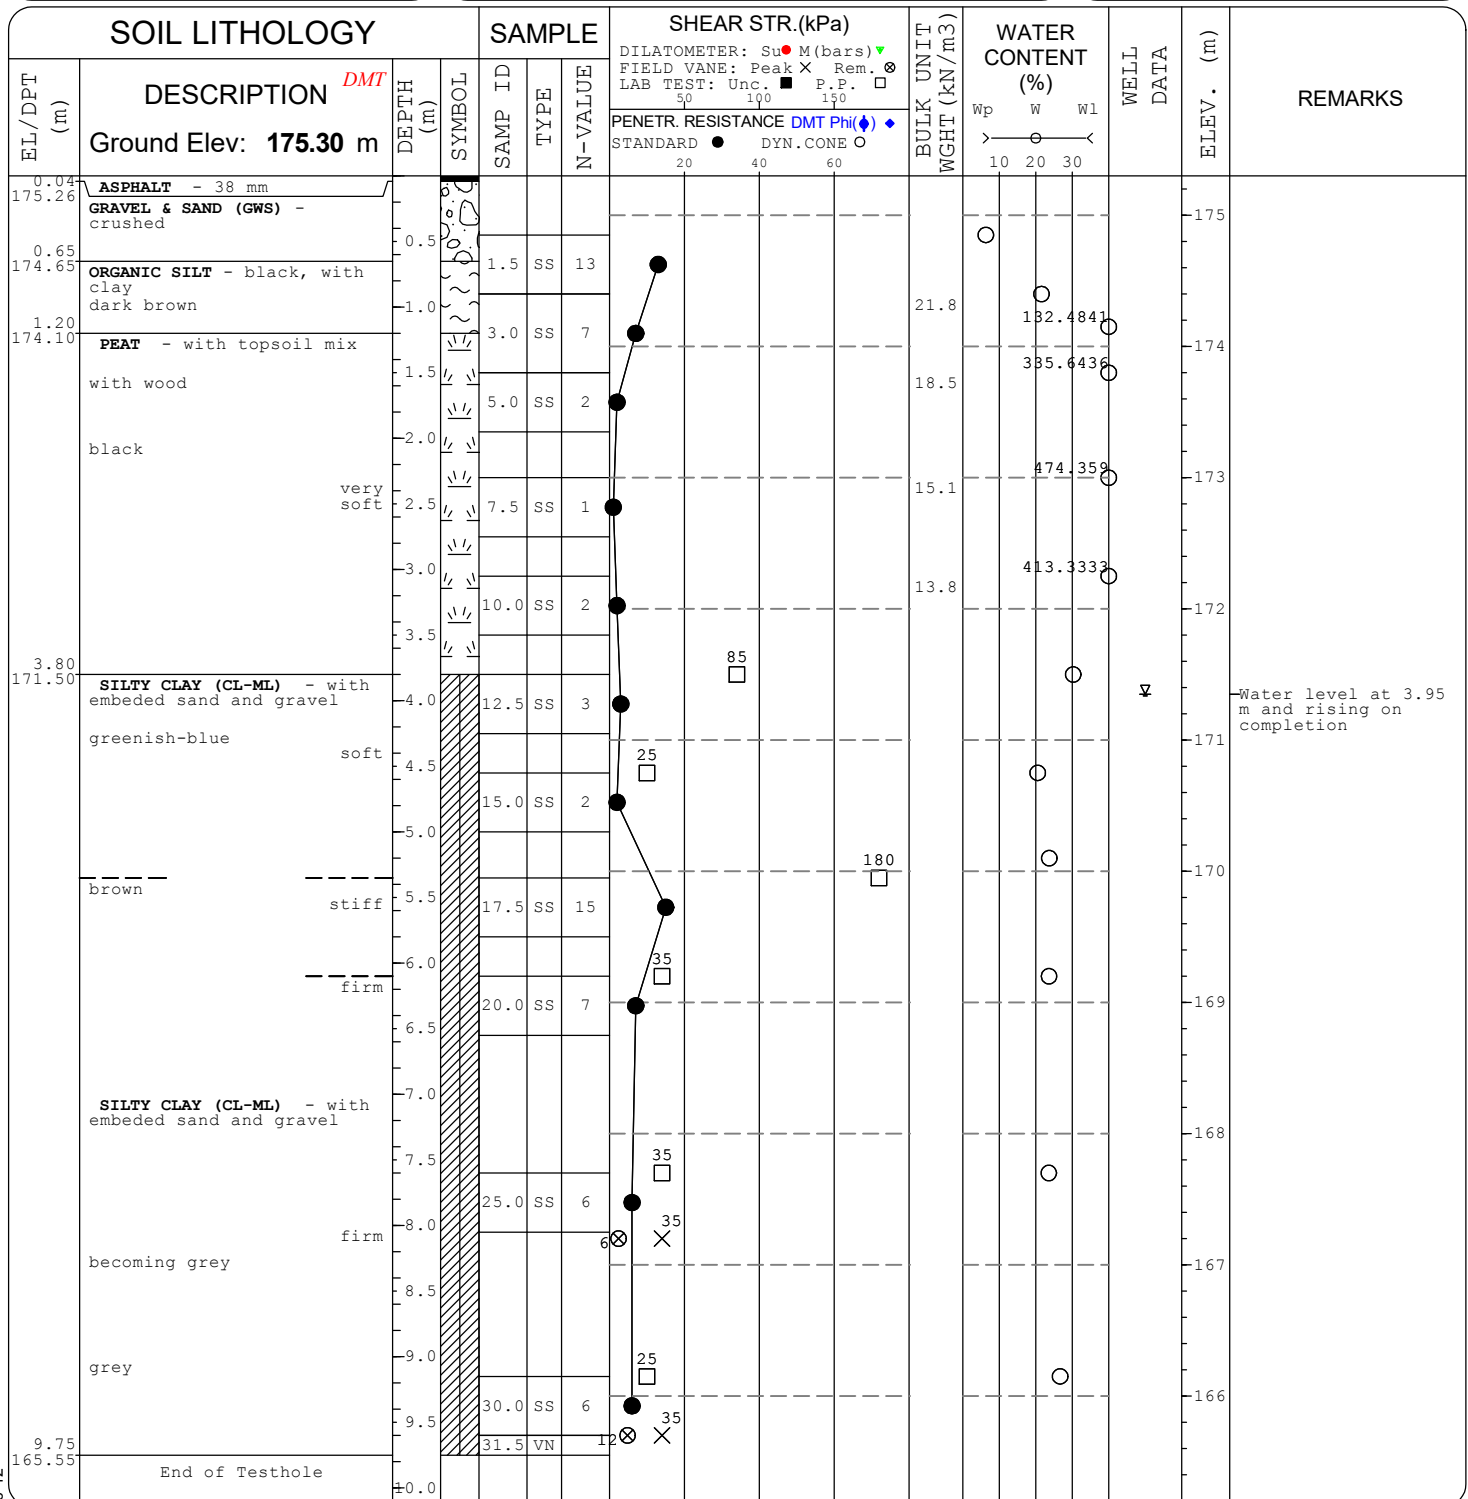 SOIL LITHOLOGY
SAMPLE
SHEAR STR.(kPa)
DILATOMETER: Su M(bars)
FIELD VANE: Peak Rem.
LAB TEST: Unc. P.P.
50 100 150
PENETR. RESISTANCE DMT Phi(ϕ)
STANDARD DYN.CONE
20 40 60
BULK UNIT
WGHT(kN/m3)
WATER
CONTENT
(%)
Wp W Wl
10 20 30
WELL
DATA
ELEV. (m)
REMARKS
EL/DPT
(m)
DESCRIPTION DMT
Ground Elev: 175.30 m
DEPTH
(m)
SYMBOL
SAMP ID
TYPE
N-VALUE
0.04
175.26
ASPHALT - 38 mm
GRAVEL & SAND (GWS) -
crushed
175
0.5
0.65
174.65
1.5 SS 13
ORGANIC SILT - black, with
clay
dark brown
1.0
21.8
132.4841
1.20
174.10
3.0 SS 7
PEAT - with topsoil mix
174
335.6436
1.5
with wood
18.5
5.0 SS 2
2.0
black
474.359
173
very
soft
15.1
2.5
7.5 SS 1
3.0
413.3333
13.8
10.0 SS 2
172
3.5
85
3.80
171.50
SILTY CLAY (CL-ML) - with
embeded sand and gravel
4.0
12.5 SS 3
Water level at 3.95
m and rising on
completion
greenish-blue
171
soft
25
4.5
15.0 SS 2
5.0
180
170
brown
5.5
stiff
17.5 SS 15
6.0
35
firm
20.0 SS 7
169
6.5
7.0
SILTY CLAY (CL-ML) - with
embeded sand and gravel
168
7.5
35
25.0 SS 6
8.0
35
6
firm
becoming grey
167
8.5
9.0
25
grey
166
30.0 SS 6
9.5
35
12
31.5 VN
9.75
165.55
End of Testhole
10.0